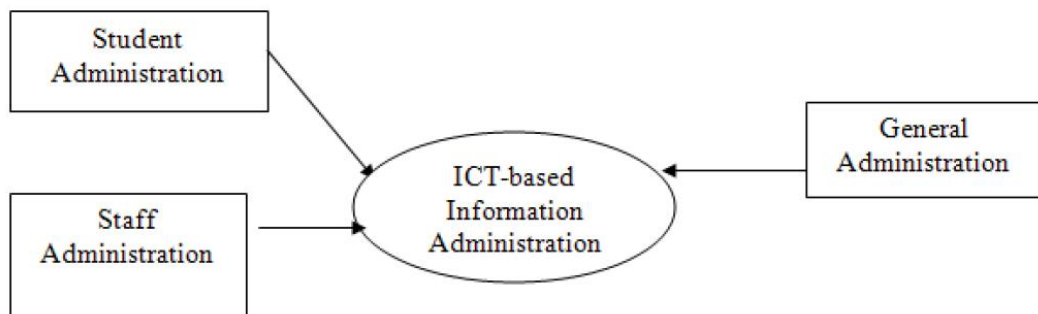 Student
Administration
General
Administration
ICT-based
Information
Administration
Staff
Administration